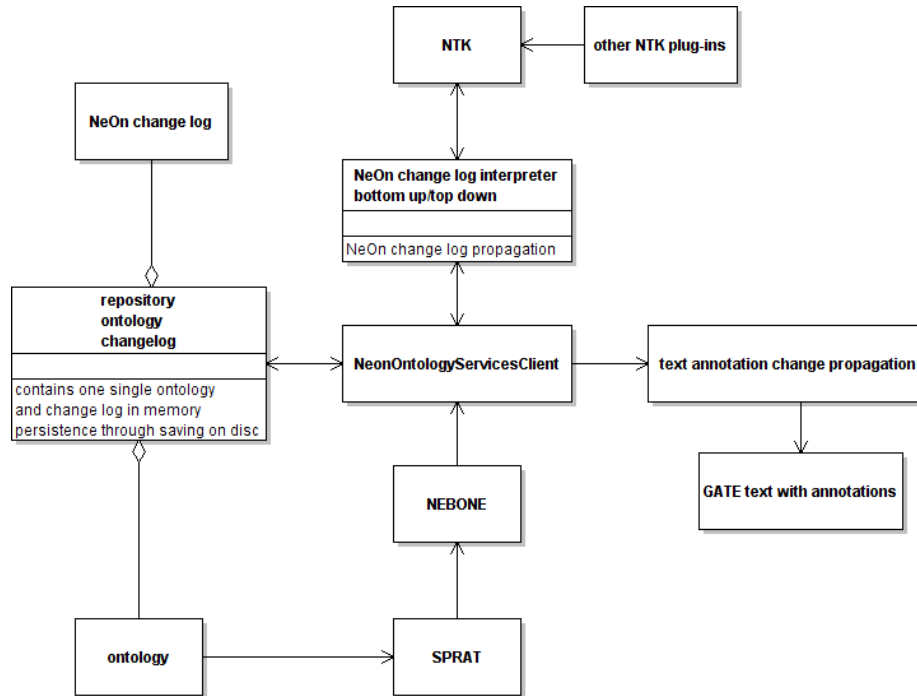 NTK
other NTK plug-ins
NeOn change log
NeOn change log interpreter
bottom up/top down
NeOn change log propagation
repository
ontology
changelog
contains one single ontology
and change log in memory
persistence through saving on disc
NeonOntologyServicesClient
text annotation change propagation
GATE text with annotations
NEBONE
ontology
SPRAT